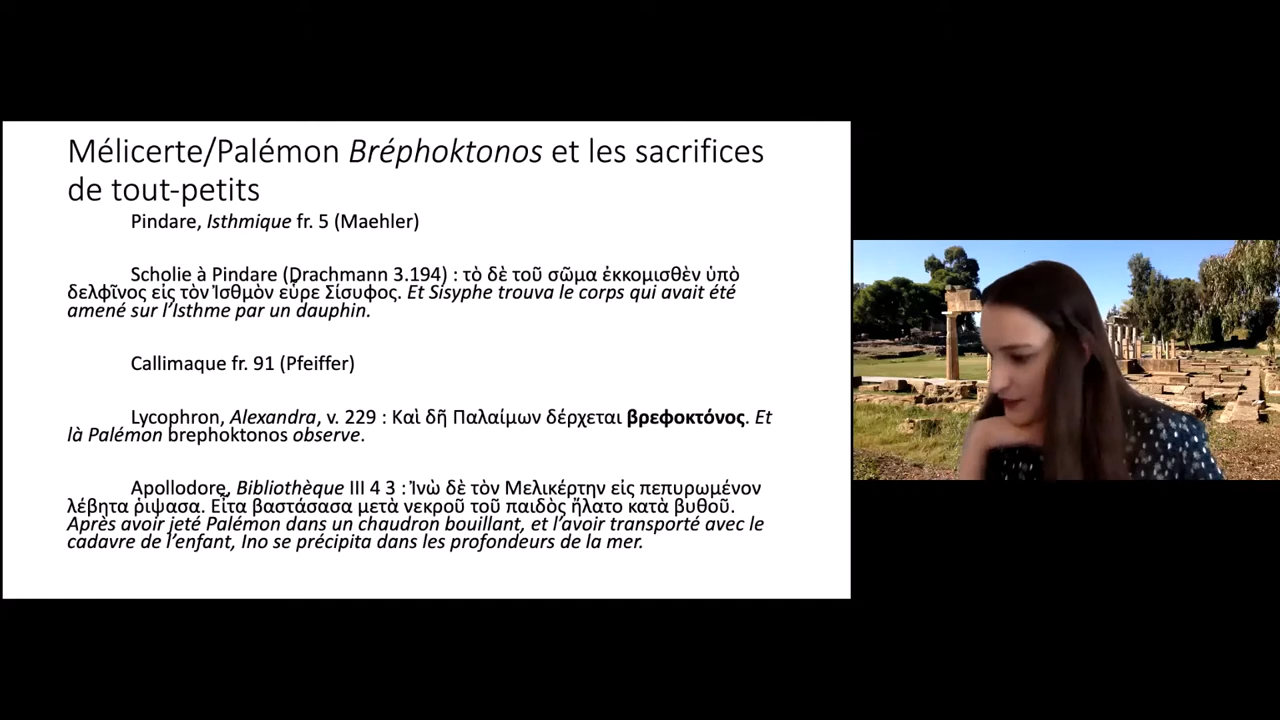 Mélicerte/Palémon Bréphoktonos et les sacrifices
de tout-petits
Pindare, Isthmique fr. 5 (Maehler)
Scholie à Pindare (Drachmann 3.194) : τὸ δὲ τοῦ σῶμα ἐκκομισθὲν ὑπὸ
δελφῖνος εἰς τὸν Ἰσθμὸν εὗρε Σίσυφος. Et Sisyphe trouva le corps qui avait été
amené sur l’Isthme par un dauphin.
Callimaque fr. 91 (Pfeiffer)
Lycophron, Alexandra, v. 229 : Καὶ δῆ Παλαίμων δέρχεται βρεφοκτόνος. Et
là Palémon brephoktonos observe.
Apollodore, Bibliothèque III 4 3 : Ἰνὼ δὲ τὸν Μελικέρτην εἰς πεπυρωμένον
λέβητα ῥιψασα. Εἶτα βαστάσασα μετὰ νεκροῦ τοῦ παιδὸς ἥλατο κατὰ βυθοῦ.
Après avoir jeté Palémon dans un chaudron bouillant, et l’avoir transporté avec le
cadavre de l’enfant, Ino se précipita dans les profondeurs de la mer.